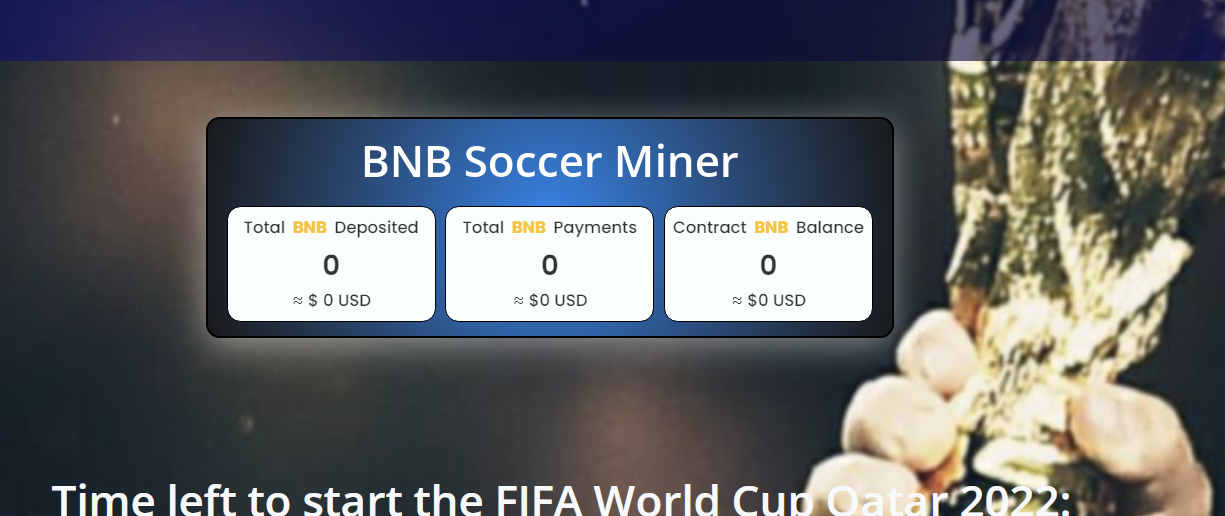 BNB Soccer Miner
Total BNB Deposited
0
≈ $ 0 USD
Total BNB Payments
0
≈ $0 USD
Contract BNB Balance
0
≈ $0 USD
Time left to start the FIFA World Cup Qatar 2022: